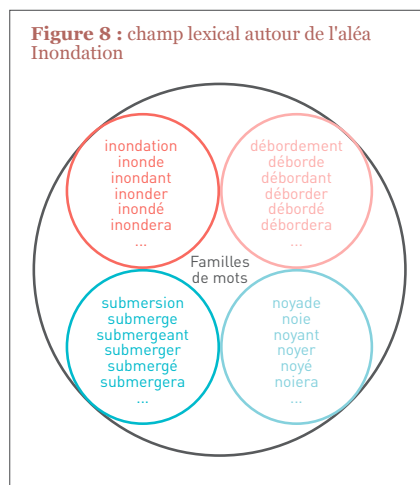 Figure 8 : champ lexical autour de l'aléa
Inondation
inondation
inonde
inondant
inonder
inondé
inondera
...
débordement
déborde
débordant
déborder
débordé
débordera
...
Familles
de mots
submersion
submerge
submergeant
submerger
submergé
submergera
...
noyade
noie
noyant
noyer
noyé
noiera
...